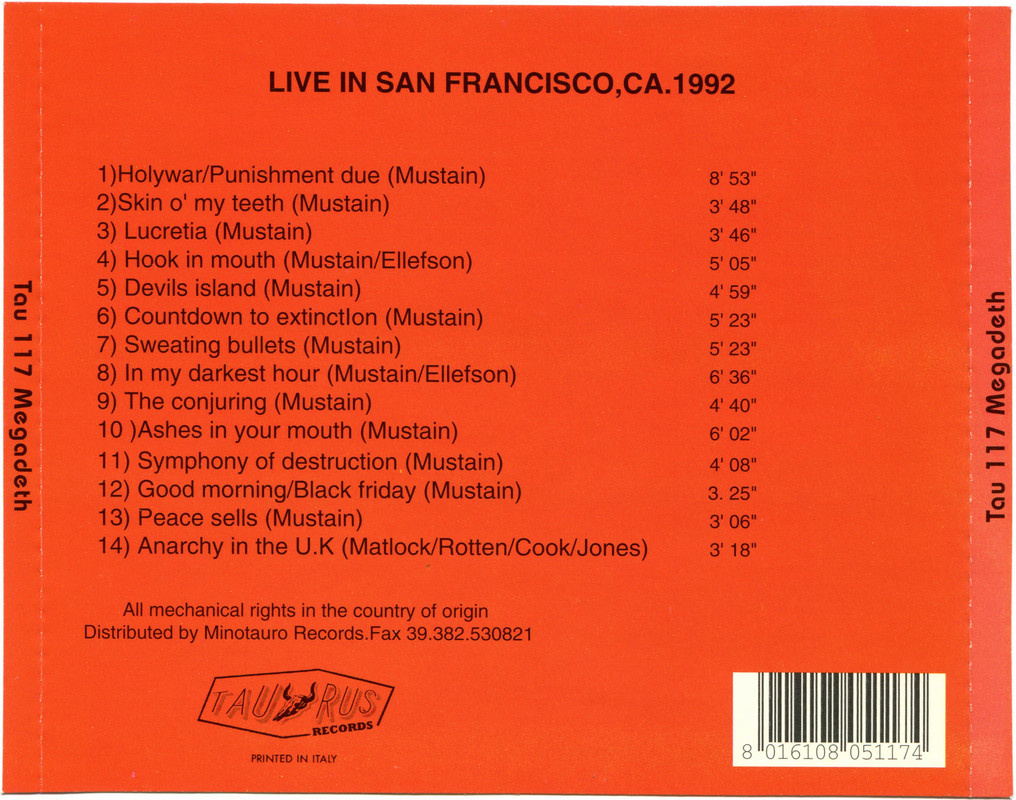 LIVE IN SAN FRANCISCO,CA.1992
1)Holywar/Punishment due (Mustain) 8' 53"
2)Skin o' my teeth (Mustain) 3' 48"
3) Lucretia (Mustain) 3' 46"
4) Hook in mouth (Mustain/Ellefson) 5' 05"
5) Devils island (Mustain) 4' 59"
6) Countdown to extinctIon (Mustain) 5' 23"
7) Sweating bullets (Mustain) 5' 23"
8) In my darkest hour (Mustain/Ellefson) 6' 36"
9) The conjuring (Mustain) 4' 40"
10 )Ashes in your mouth (Mustain) 6' 02"
11) Symphony of destruction (Mustain) 4' 08"
12) Good morning/Black friday (Mustain) 3. 25"
13) Peace sells (Mustain) 3' 06"
14) Anarchy in the U.K (Matlock/Rotten/Cook/Jones) 3' 18"
All mechanical rights in the country of origin
Distributed by Minotauro Records.Fax 39.382.530821
TAURUS
RECORDS
PRINTED IN ITALY
8 016108 051174
Tau 117 Megadeth
Tau 117 Megadeth